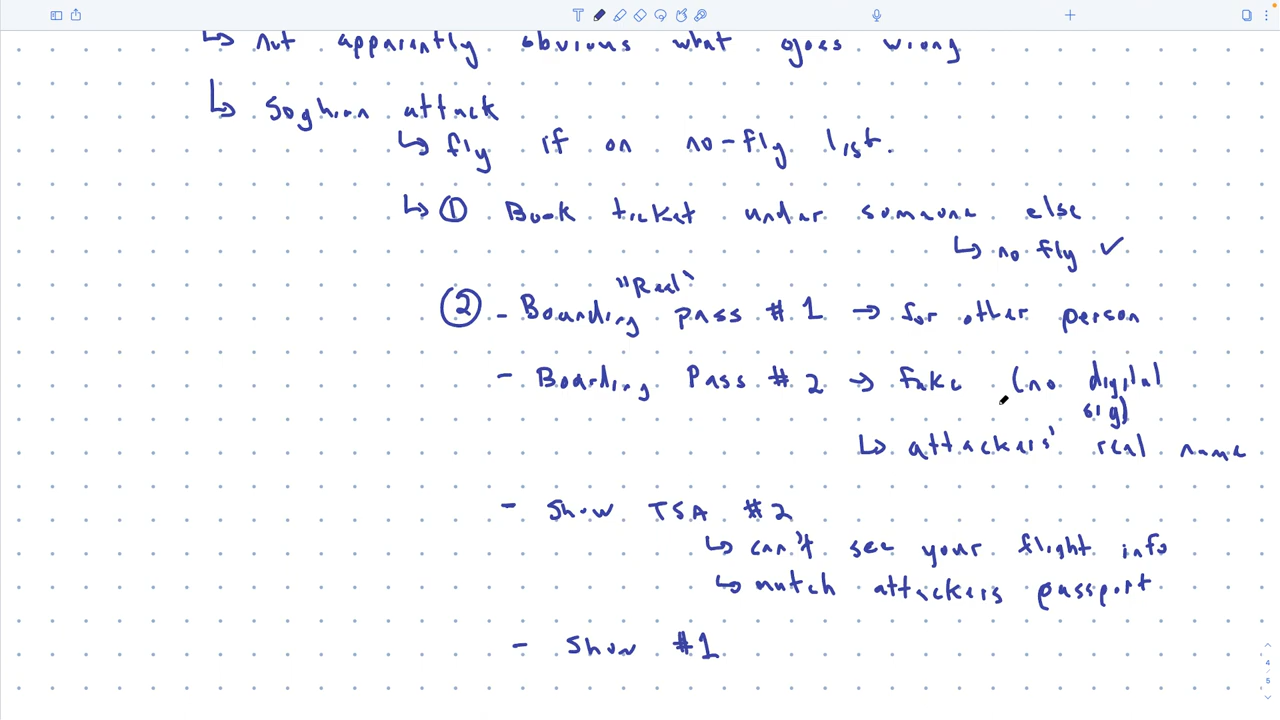 ↳ not apparently obvious what goes wrong
↳ Soghian attack
↳ fly if on no-fly list.
↳ ① Book ticket under someone else
↳ no fly ✓
"Real"
② - Boarding pass #1 → for other person
- Boarding Pass #2 → fake (no digital
sig)
↳ attackers' real name
- Show TSA #2
↳ can't see your flight info
↳ match attackers passport
- Show #1
4
5